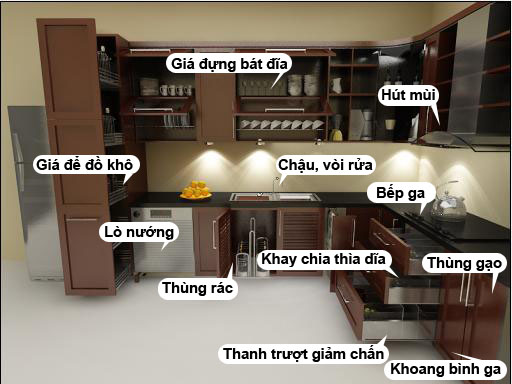 Giá đựng bát đĩa
Hút mùi
Giá để đồ khô
Chậu, vòi rửa
Bếp ga
Lò nướng
Khay chia thìa dĩa
Thùng gạo
Thùng rác
Thanh trượt giảm chấn
Khoang bình ga